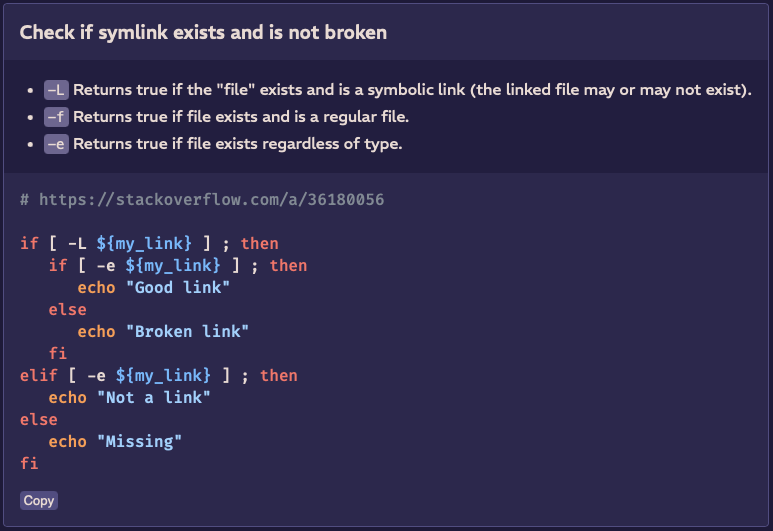 Check if symlink exists and is not broken
• -L Returns true if the "file" exists and is a symbolic link (the linked file may or may not exist).
• -f Returns true if file exists and is a regular file.
• -e Returns true if file exists regardless of type.
# https://stackoverflow.com/a/36180056
if [ -L ${my_link} ] ; then
   if [ -e ${my_link} ] ; then
      echo "Good link"
   else
      echo "Broken link"
   fi
elif [ -e ${my_link} ] ; then
   echo "Not a link"
else
   echo "Missing"
fi
Copy